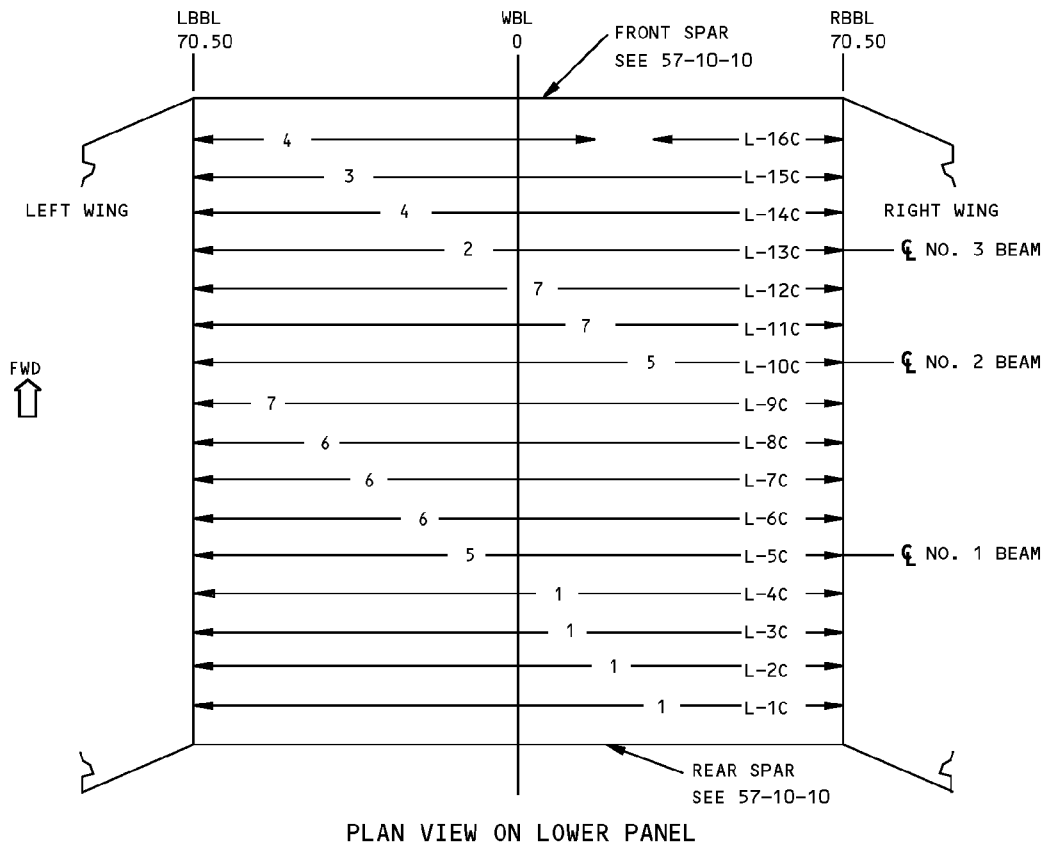 LBBL
70.50
WBL
0
RBBL
70.50
FRONT SPAR
SEE 57-10-10
4 L-16C
3 L-15C
LEFT WING
4 L-14C
RIGHT WING
2 L-13C ℄ NO. 3 BEAM
7 L-12C
7 L-11C
FWD
5 L-10C ℄ NO. 2 BEAM
7 L-9C
6 L-8C
6 L-7C
6 L-6C
5 L-5C ℄ NO. 1 BEAM
1 L-4C
1 L-3C
1 L-2C
1 L-1C
REAR SPAR
SEE 57-10-10
PLAN VIEW ON LOWER PANEL